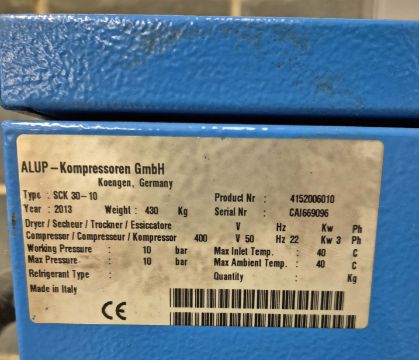 ALUP-Kompressoren GmbH
Koengen, Germany
Type : SCK 30-10 Product Nr : 4152006010
Year : 2013 Weight : 430 Kg Serial Nr : CAI669096
Dryer / Secheur / Trockner / Essiccatore V Hz Kw Ph
Compressor / Compresseur / Kompressor 400 V 50 Hz 22 Kw 3 Ph
Working Pressure : 10 bar Max Inlet Temp. : 40 C
Max Pressure : 10 bar Max Ambient Temp. : 40 C
Refrigerant Type : Quantity : Kg
Made in Italy
CE